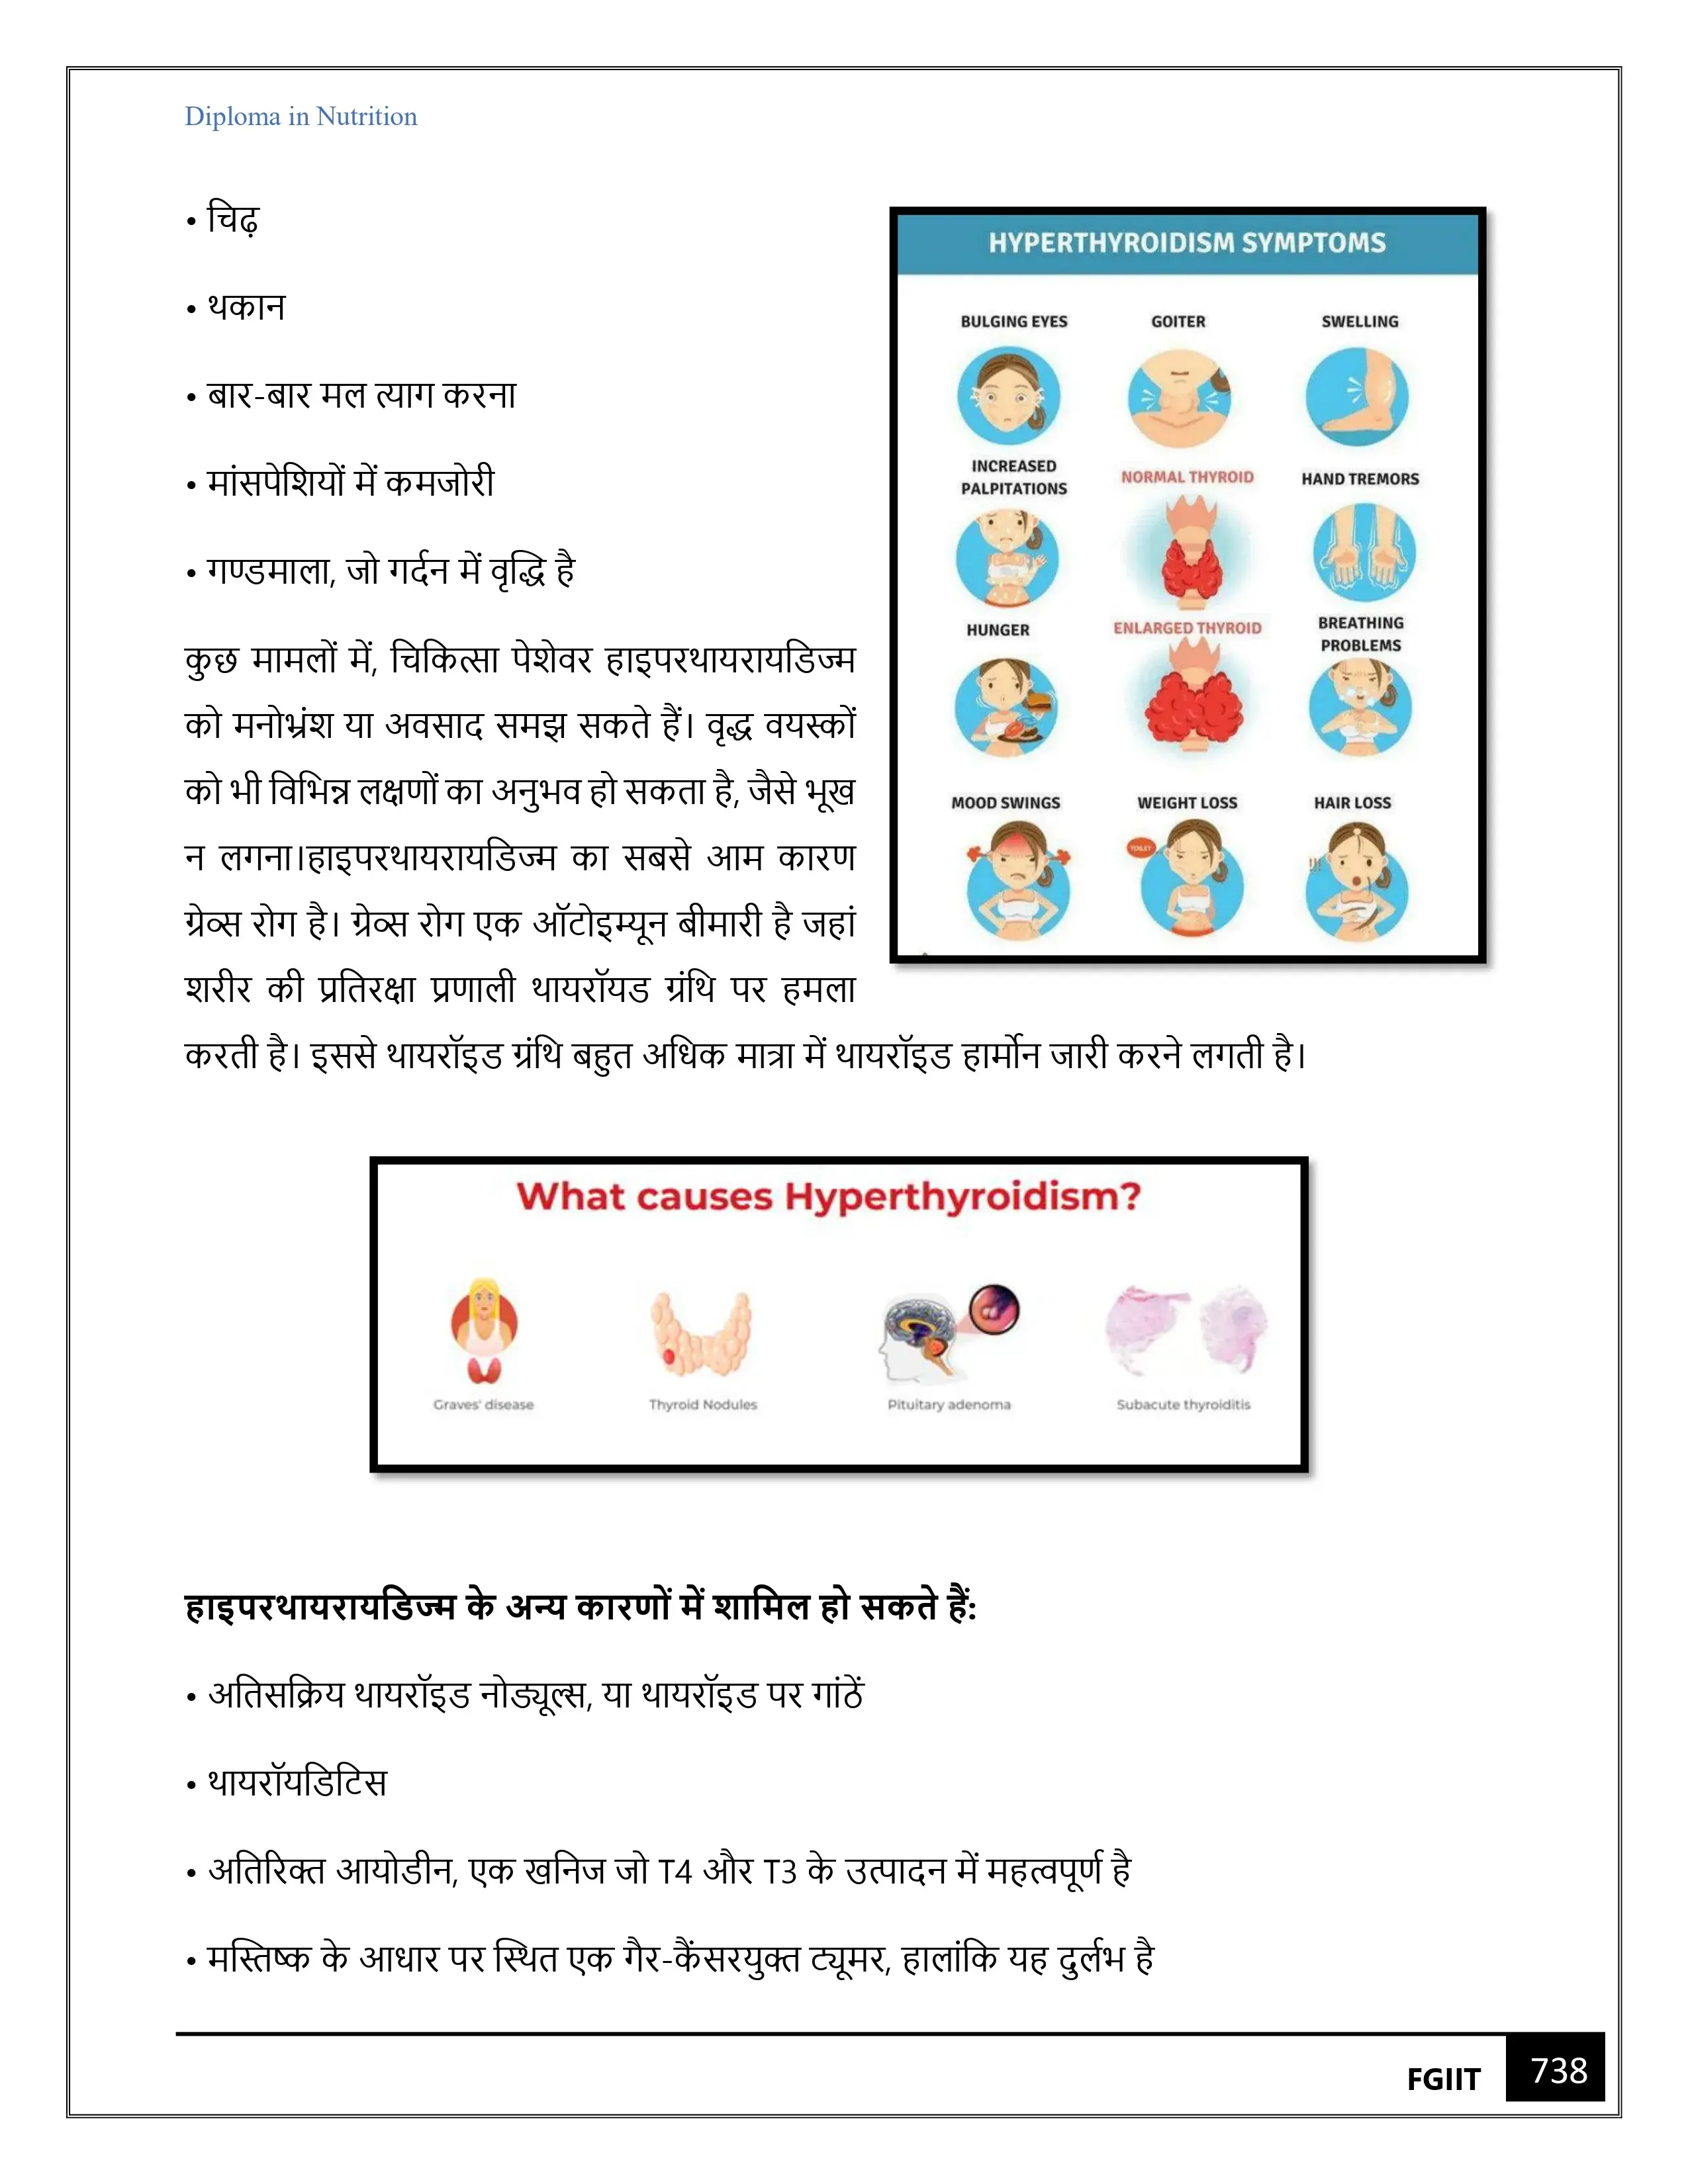 Diploma in Nutrition
• चिढ़
• थकान
• बार-बार मल त्याग करना
• मांसपेशियों में कमजोरी
• गण्डमाला, जो गर्दन में वृद्धि है
कुछ मामलों में, चिकित्सा पेशेवर हाइपरथायरायडिज्म
को मनोभ्रंश या अवसाद समझ सकते हैं। वृद्ध वयस्कों
को भी विभिन्न लक्षणों का अनुभव हो सकता है, जैसे भूख
न लगना।हाइपरथायरायडिज्म का सबसे आम कारण
ग्रेव्स रोग है। ग्रेव्स रोग एक ऑटोइम्यून बीमारी है जहां
शरीर की प्रतिरक्षा प्रणाली थायरॉयड ग्रंथि पर हमला
करती है। इससे थायरॉइड ग्रंथि बहुत अधिक मात्रा में थायरॉइड हार्मोन जारी करने लगती है।
HYPERTHYROIDISM SYMPTOMS
BULGING EYES GOITER SWELLING
INCREASED
PALPITATIONS
NORMAL THYROID
HAND TREMORS
HUNGER
ENLARGED THYROID
BREATHING
PROBLEMS
MOOD SWINGS WEIGHT LOSS HAIR LOSS
What causes Hyperthyroidism?
Graves' disease Thyroid Nodules Pituitary adenoma Subacute thyroiditis
हाइपरथायरायडिज्म के अन्य कारणों में शामिल हो सकते हैं:
• अतिसक्रिय थायरॉइड नोड्यूल्स, या थायरॉइड पर गांठें
• थायरॉयडिटिस
• अतिरिक्त आयोडीन, एक खनिज जो T4 और T3 के उत्पादन में महत्वपूर्ण है
• मस्तिष्क के आधार पर स्थित एक गैर-कैंसरयुक्त ट्यूमर, हालांकि यह दुर्लभ है
FGIIT 738